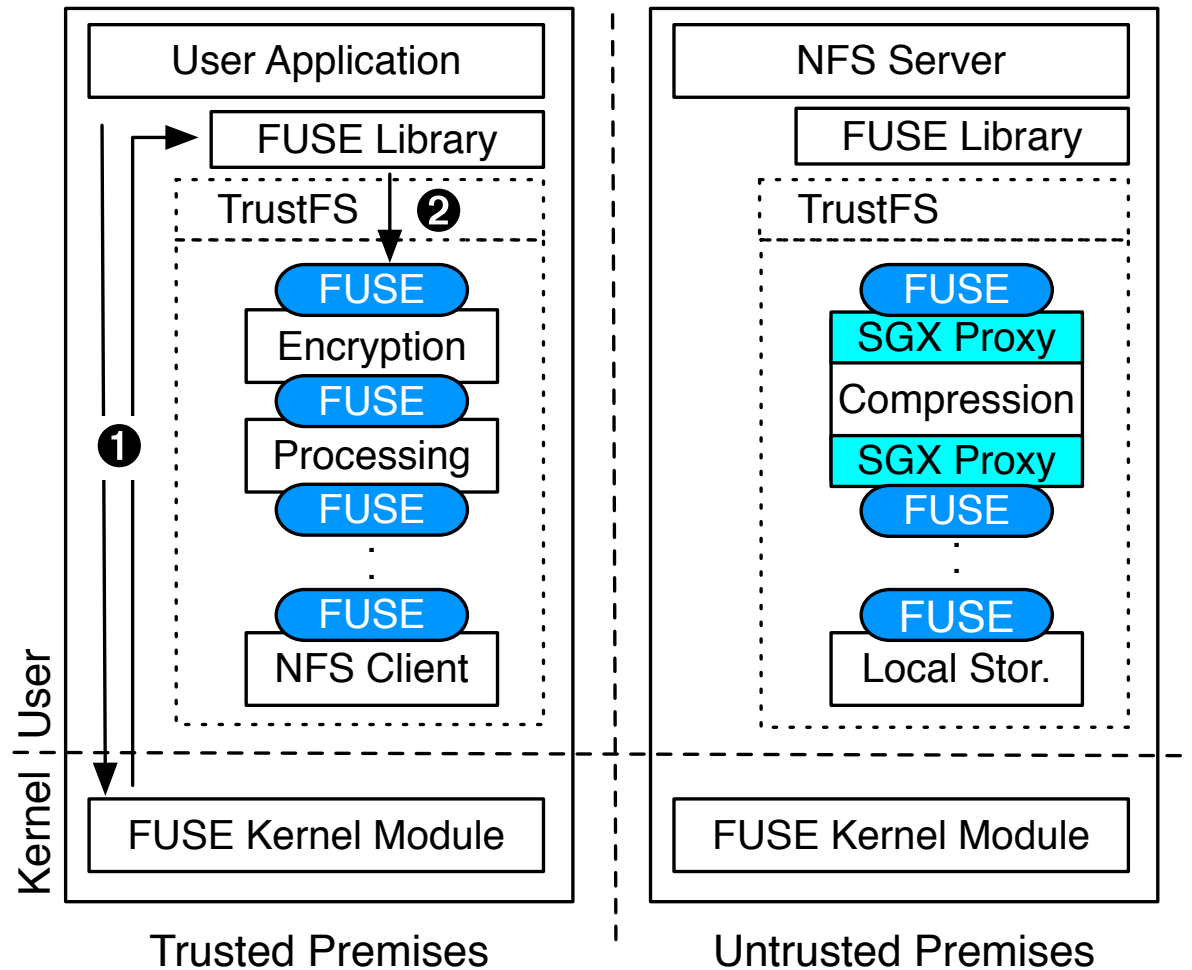 User Application
FUSE Library
TrustFS
❷
FUSE
Encryption
FUSE
Processing
FUSE
.
.
FUSE
NFS Client
❶
FUSE Kernel Module
Trusted Premises
NFS Server
FUSE Library
TrustFS
FUSE
SGX Proxy
Compression
SGX Proxy
FUSE
.
.
FUSE
Local Stor.
FUSE Kernel Module
Untrusted Premises
User
Kernel